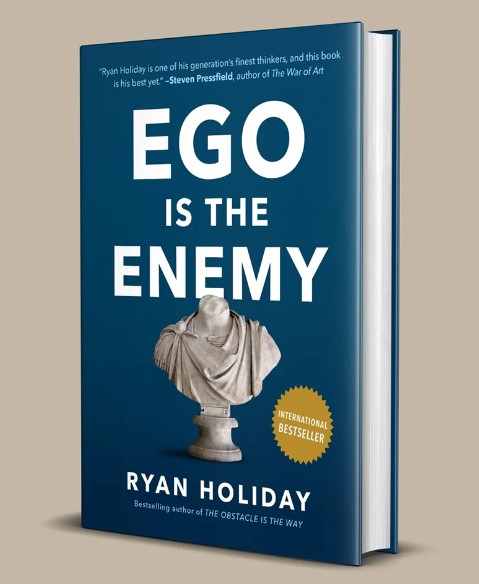 "Ryan Holiday is one of his generation's finest thinkers, and this book
is his best yet." —Steven Pressfield, author of The War of Art
EGO
IS THE
ENEMY
INTERNATIONAL
BESTSELLER
RYAN HOLIDAY
Bestselling author of THE OBSTACLE IS THE WAY